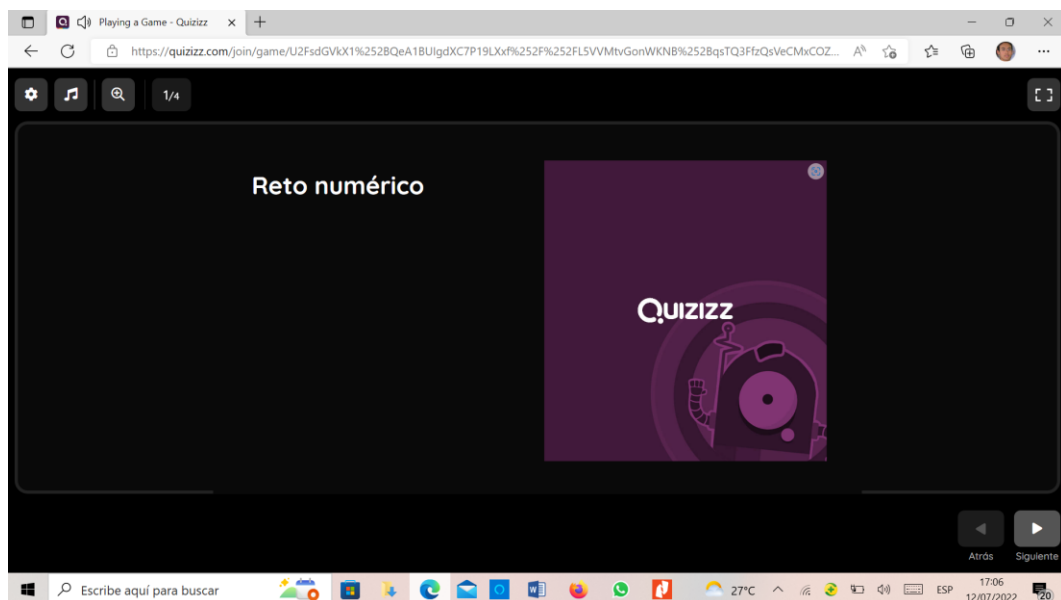 Playing a Game - Quizizz
https://quizizz.com/join/game/U2FsdGVkX1%252BQeA1BUIgdXC7P19LXxf%252F%252FL5VVMtvGonWKNB%252BqsTQ3FfzQsVeCMxCOZ...
1/4
Reto numérico
Quizizz
Atrás Siguiente
Escribe aquí para buscar
27°C
ESP
17:06
12/07/2022
20